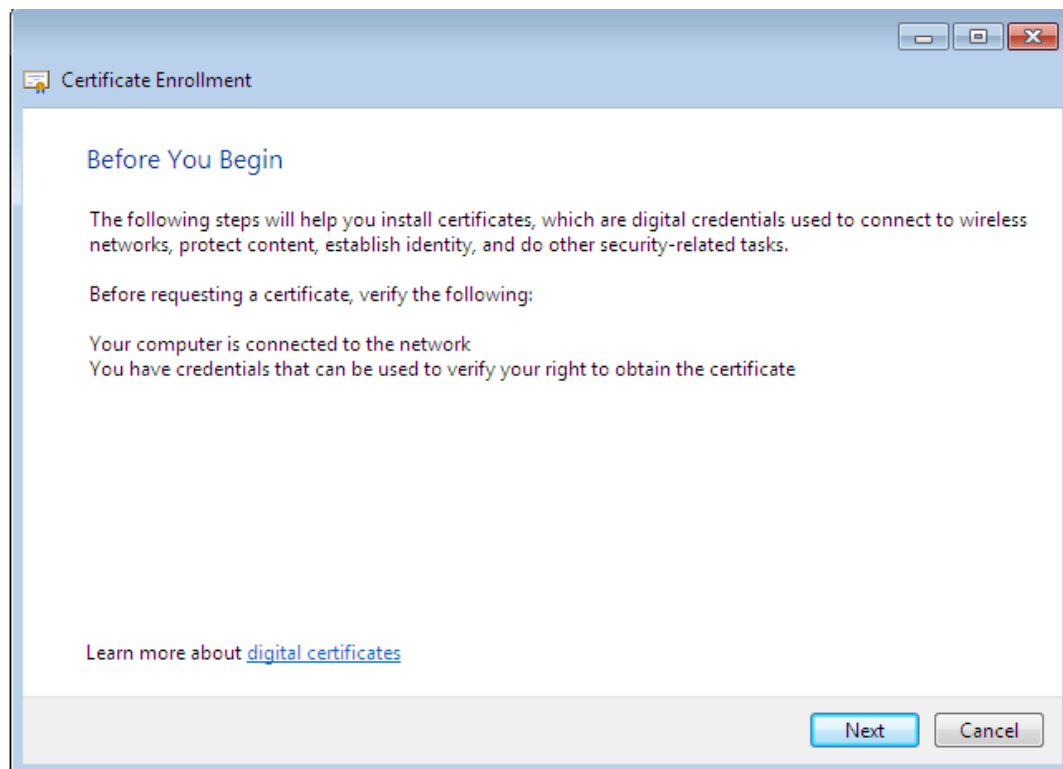 Certificate Enrollment
Before You Begin
The following steps will help you install certificates, which are digital credentials used to connect to wireless
networks, protect content, establish identity, and do other security-related tasks.
Before requesting a certificate, verify the following:
Your computer is connected to the network
You have credentials that can be used to verify your right to obtain the certificate
Learn more about digital certificates
Next
Cancel